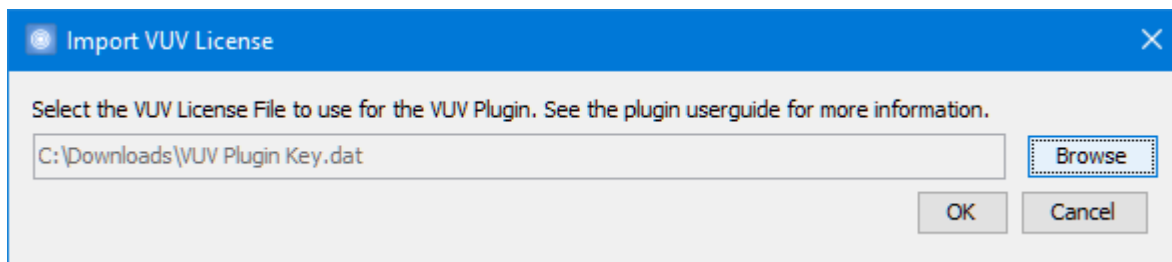 Import VUV License
Select the VUV License File to use for the VUV Plugin. See the plugin userguide for more information.
C:\Downloads\VUV Plugin Key.dat
Browse
OK
Cancel